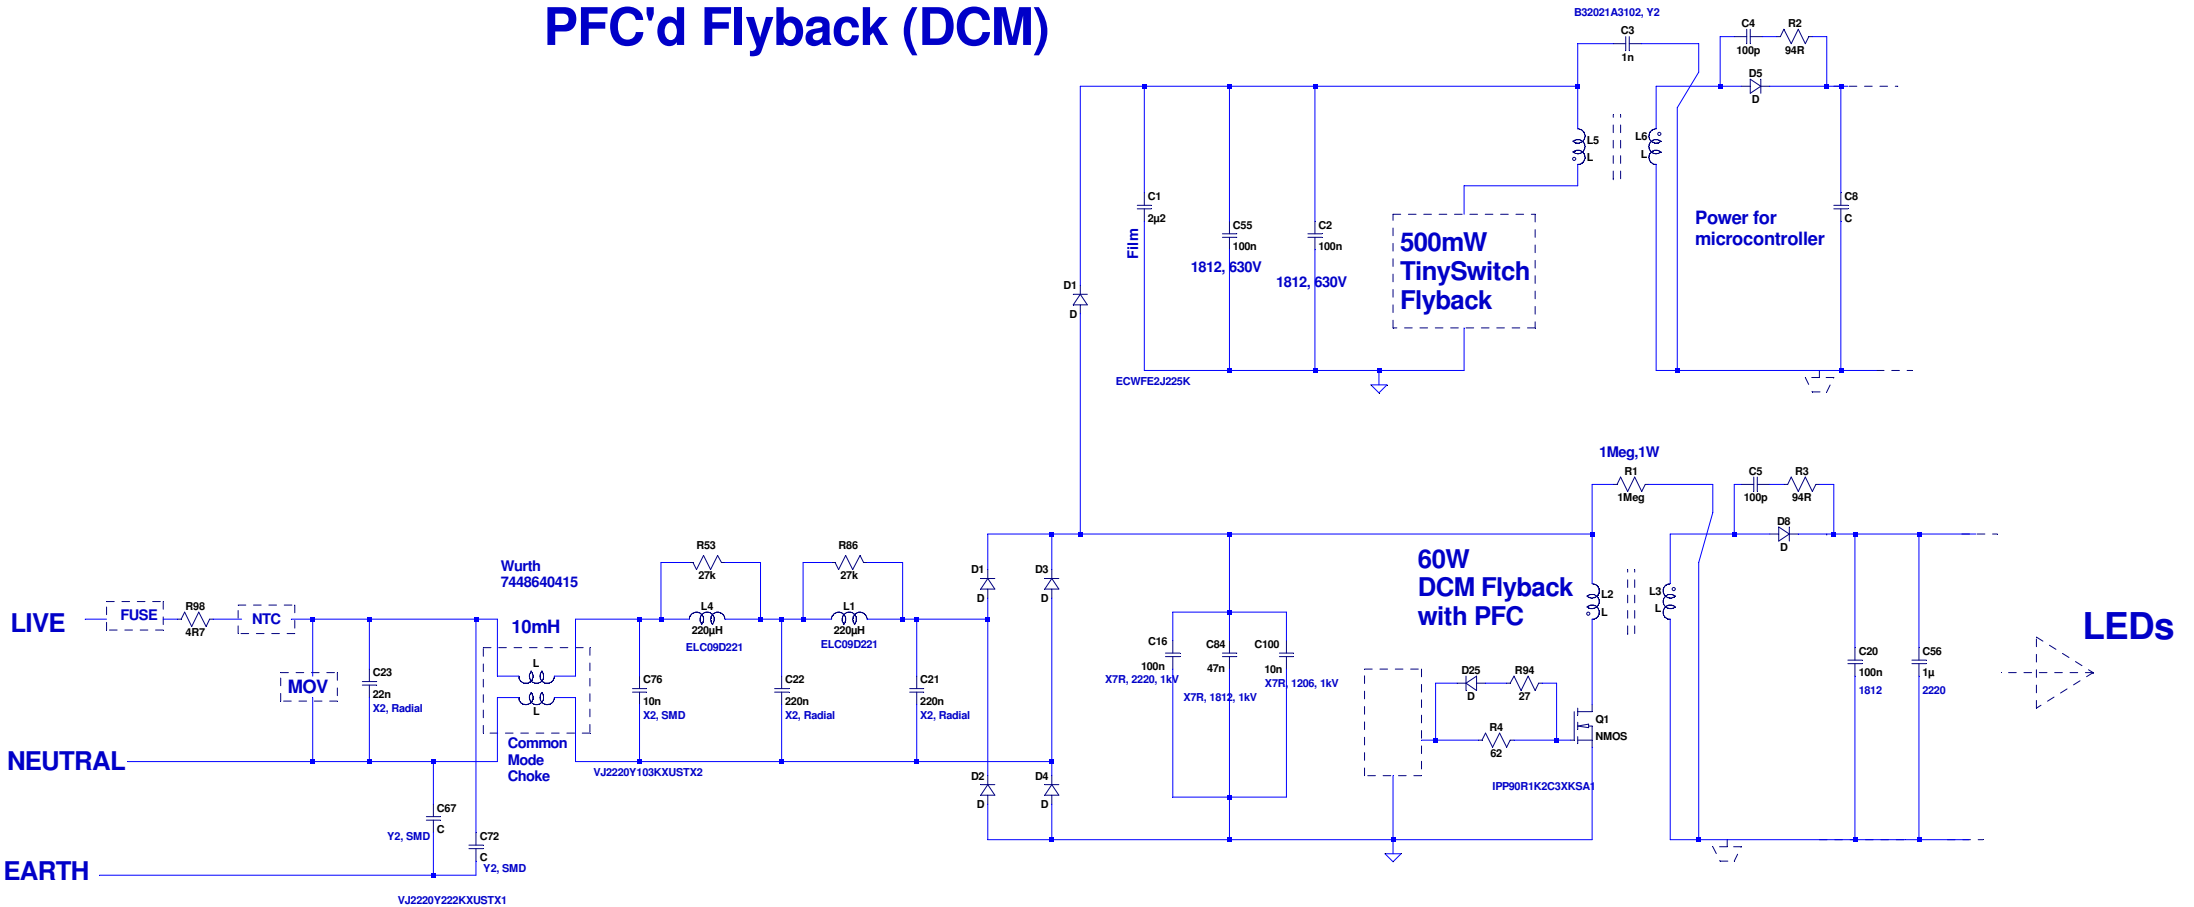 PFC'd Flyback (DCM)
B32021A3102, Y2
C3
1n
C4
100p
R2
94R
D5
D
L5
L
L6
L
C1
2µ2
Film
C55
100n
1812, 630V
C2
100n
1812, 630V
500mW
TinySwitch
Flyback
Power for
microcontroller
C8
C
D1
D
ECWFE2J225K
1Meg,1W
R1
1Meg
C5
100p
R3
94R
D8
D
60W
DCM Flyback
with PFC
L2
L
L3
L
LEDs
LIVE
FUSE
R98
4R7
NTC
MOV
C23
22n
X2, Radial
Wurth
7448640415
10mH
L
L
Common
Mode
Choke
R53
27k
L4
220µH
ELC09D221
R86
27k
L1
220µH
ELC09D221
C76
10n
X2, SMD
VJ2220Y103KXUSTX2
C22
220n
X2, Radial
C21
220n
X2, Radial
D1
D
D3
D
D2
D
D4
D
C16
100n
X7R, 2220, 1kV
C84
47n
X7R, 1812, 1kV
C100
10n
X7R, 1206, 1kV
D25
D
R94
27
R4
62
Q1
NMOS
IPP90R1K2C3XKSA1
C20
100n
1812
C56
1µ
2220
NEUTRAL
C67
C
Y2, SMD
C72
C
Y2, SMD
EARTH
VJ2220Y222KXUSTX1